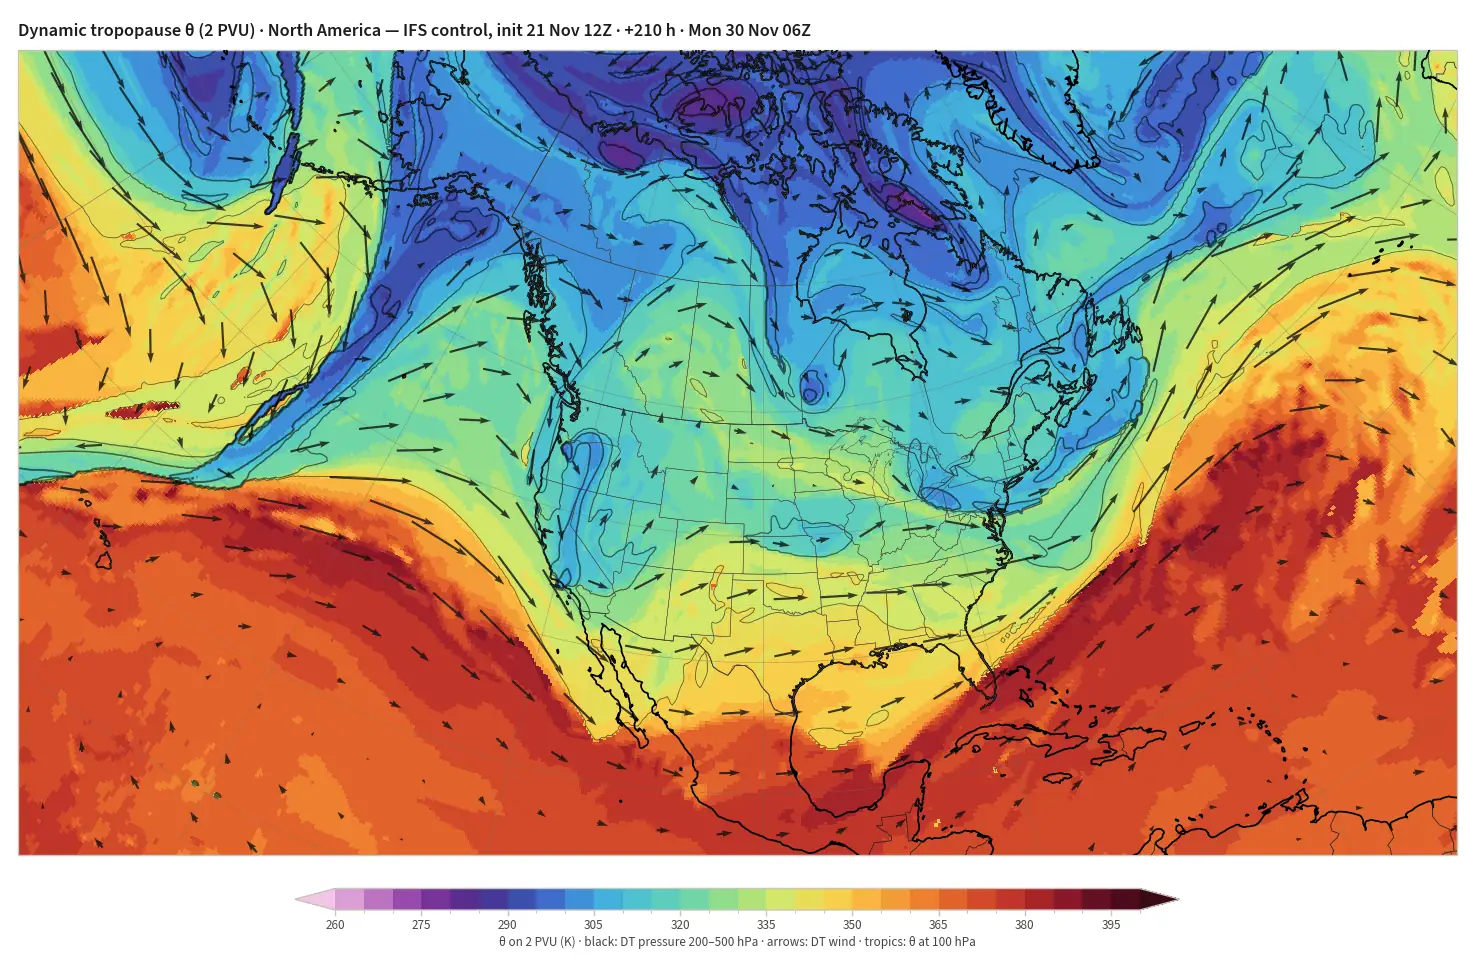 Dynamic tropopause θ (2 PVU) · North America — IFS control, init 21 Nov 12Z · +210 h · Mon 30 Nov 06Z
260 275 290 305 320 335 350 365 380 395
θ on 2 PVU (K) · black: DT pressure 200–500 hPa · arrows: DT wind · tropics: θ at 100 hPa